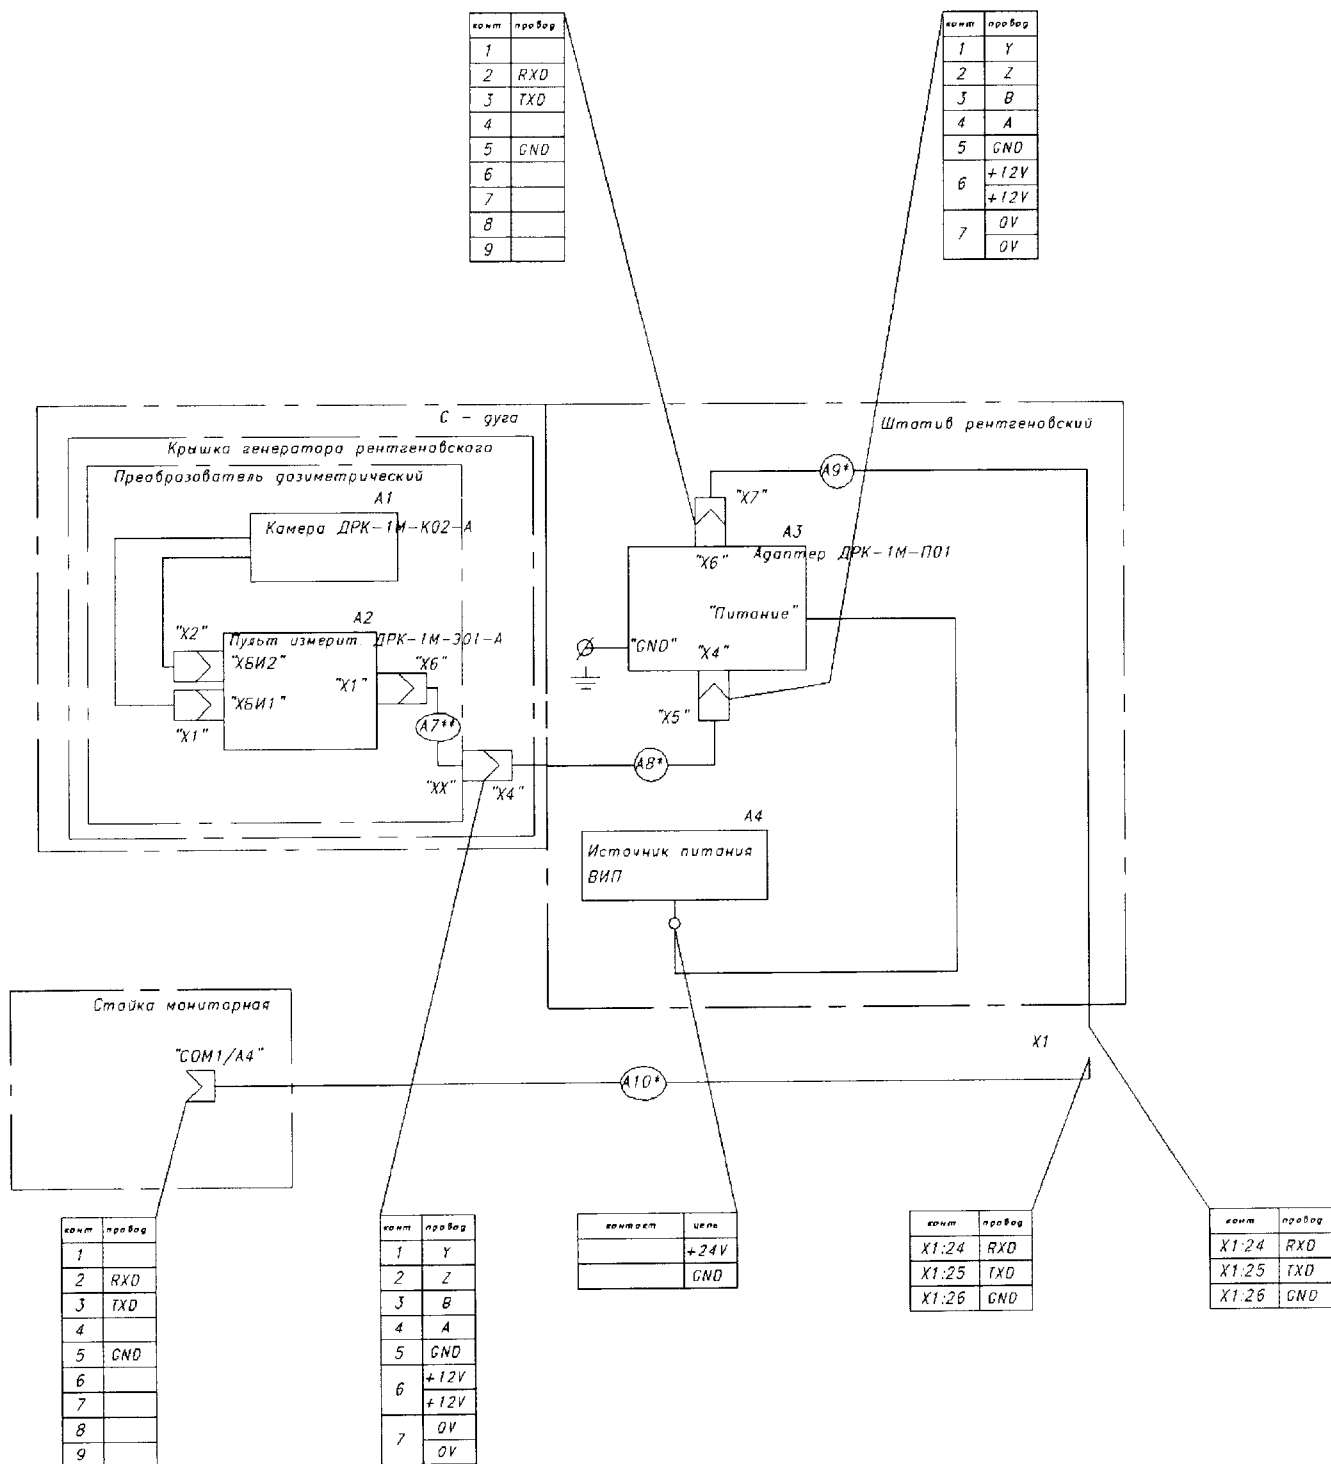 конт провод
1
2 RXD
3 TXD
4
5 GND
6
7
8
9
конт провод
1 Y
2 Z
3 B
4 A
5 GND
6 +12V
+12V
7 0V
0V
С - дуга
Крышка генератора рентгеновского
Преобразователь дозиметрический
A1
Камера ДРК-1М-К02-А
"X2"
A2
Пульт измерит. ДРК-1М-301-А
"ХБИ2"
"X1"
"X6"
"ХБИ1"
"X1"
A7**
"XX"
"X4"
Штатив рентгеновский
A9*
"X7"
A3
"X6"
Адаптер ДРК-1М-П01
"Питание"
"GND"
"X4"
"X5"
A8*
A4
Источник питания
ВИП
Стойка мониторная
"COM1/A4"
A10*
X1
конт провод
1
2 RXD
3 TXD
4
5 GND
6
7
8
9
конт провод
1 Y
2 Z
3 B
4 A
5 GND
6 +12V
+12V
7 0V
0V
контакт цепь
+24V
GND
конт провод
X1:24 RXD
X1:25 TXD
X1:26 GND
конт провод
X1:24 RXD
X1:25 TXD
X1:26 GND